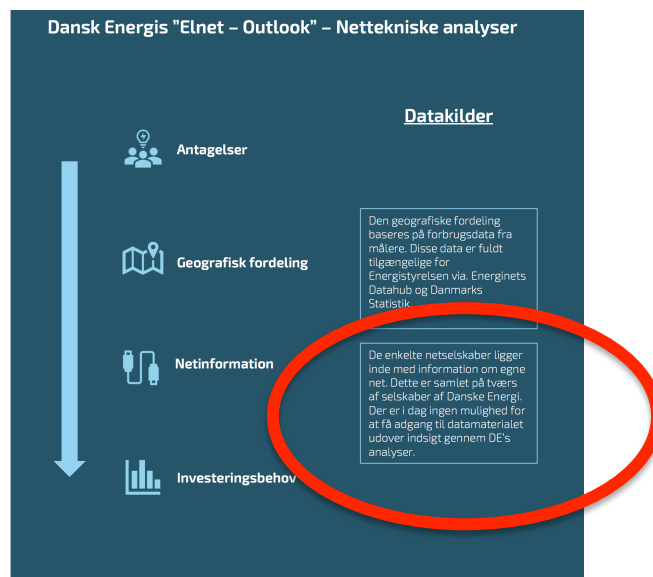 Dansk Energis ”Elnet – Outlook” – Nettekniske analyser
Datakilder
Antagelser
Den geografiske fordeling
baseres på forbrugsdata fra
målere. Disse data er fuldt
tilgængelige for
Energistyrelsen via. Energinets
Datahub og Danmarks
Statistik.
Geografisk fordeling
Netinformation
De enkelte netselskaber ligger
inde med information om egne
net. Dette er samlet på tværs
af selskaber af Danske Energi.
Der er i dag ingen mulighed for
at få adgang til datamaterialet
udover indsigt gennem DE's
analyser.
Investeringsbehov